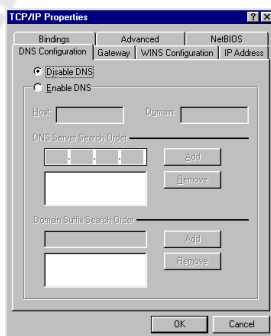 TCP/IP Properties
Bindings Advanced NetBIOS
DNS Configuration Gateway WINS Configuration IP Address
Disable DNS
Enable DNS
Host: Domain:
DNS Server Search Order
Add
Remove
Domain Suffix Search Order
Add
Remove
OK Cancel